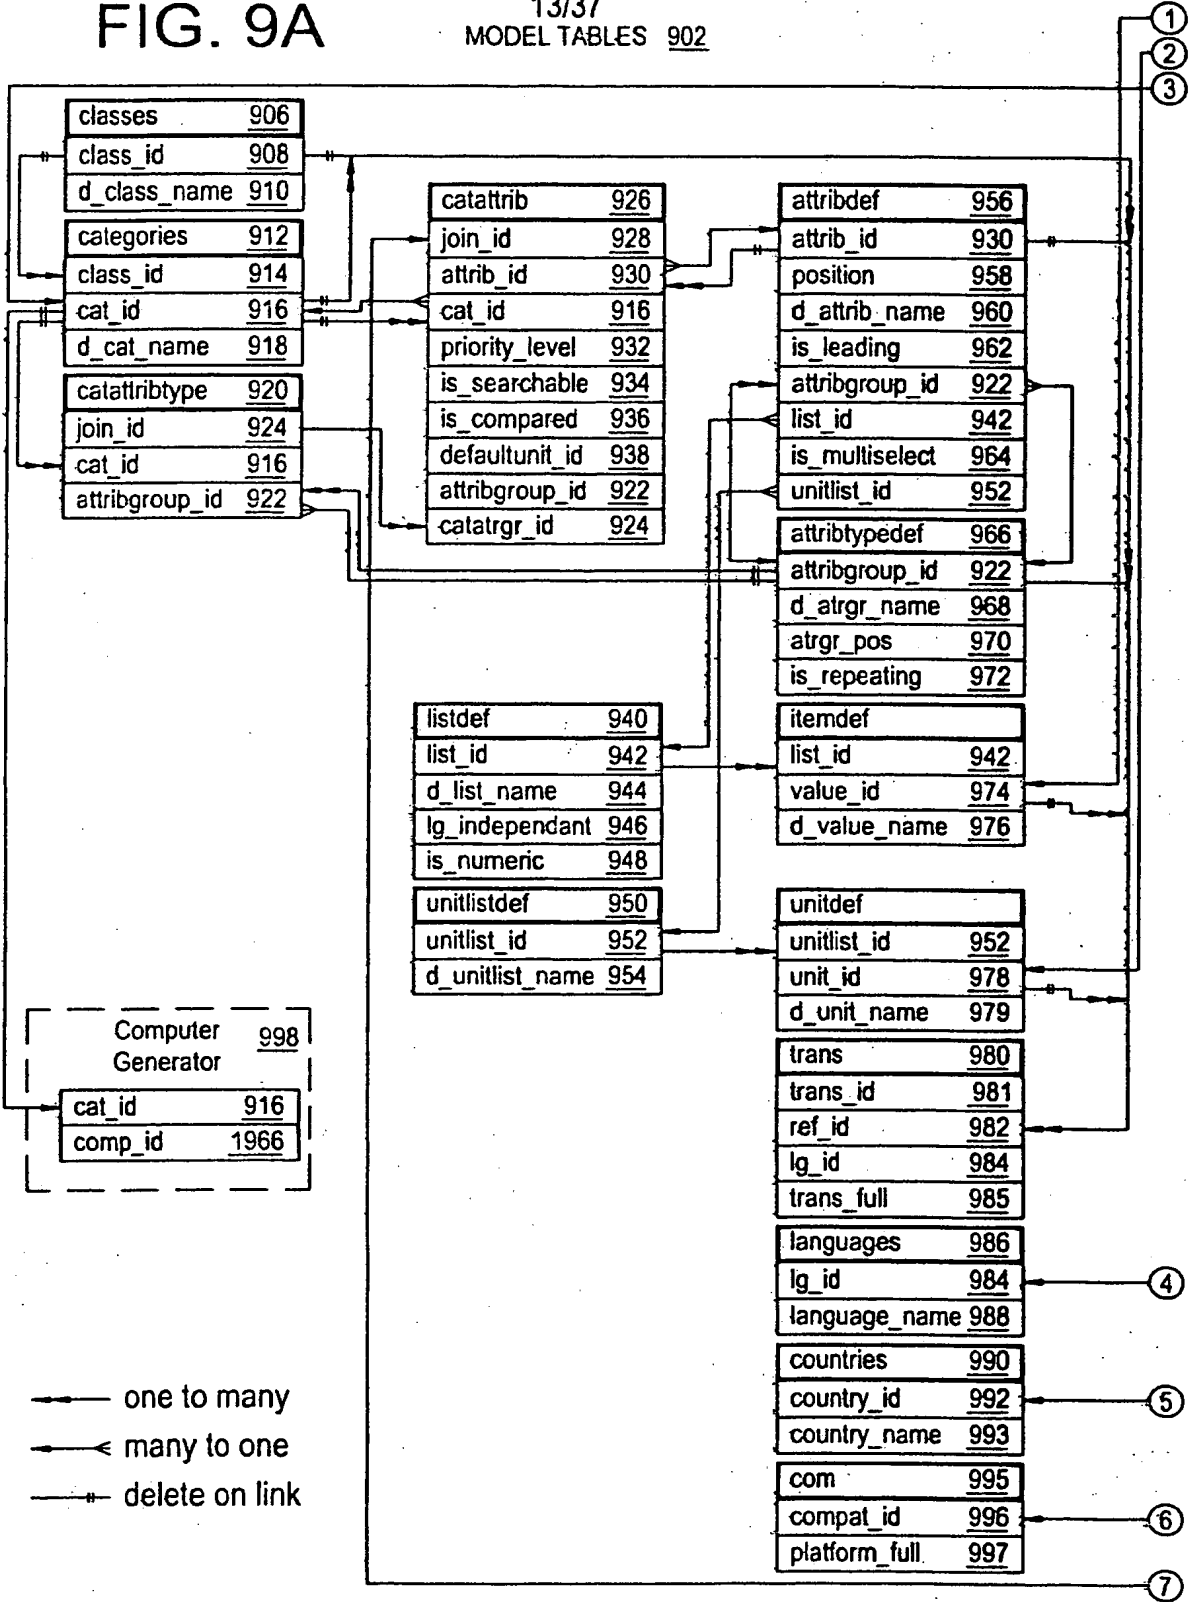 FIG. 9A
13/37
MODEL TABLES 902
1
2
3
classes 906
class_id 908
d_class_name 910
categories 912
class_id 914
cat_id 916
d_cat_name 918
catattribtype 920
join_id 924
cat_id 916
attribgroup_id 922
catattrib 926
join_id 928
attrib_id 930
cat_id 916
priority_level 932
is_searchable 934
is_compared 936
defaultunit_id 938
attribgroup_id 922
catatrgr_id 924
attribdef 956
attrib_id 930
position 958
d_attrib_name 960
is_leading 962
attribgroup_id 922
list_id 942
is_multiselect 964
unitlist_id 952
attribtypedef 966
attribgroup_id 922
d_atrgr_name 968
atrgr_pos 970
is_repeating 972
listdef 940
list_id 942
d_list_name 944
lg_independant 946
is_numeric 948
unitlistdef 950
unitlist_id 952
d_unitlist_name 954
itemdef
list_id 942
value_id 974
d_value_name 976
unitdef
unitlist_id 952
unit_id 978
d_unit_name 979
trans 980
trans_id 981
ref_id 982
lg_id 984
trans_full 985
languages 986
lg_id 984
language_name 988
countries 990
country_id 992
country_name 993
com 995
compat_id 996
platform_full 997
4
5
6
7
Computer
Generator 998
cat_id 916
comp_id 1966
one to many
many to one
delete on link